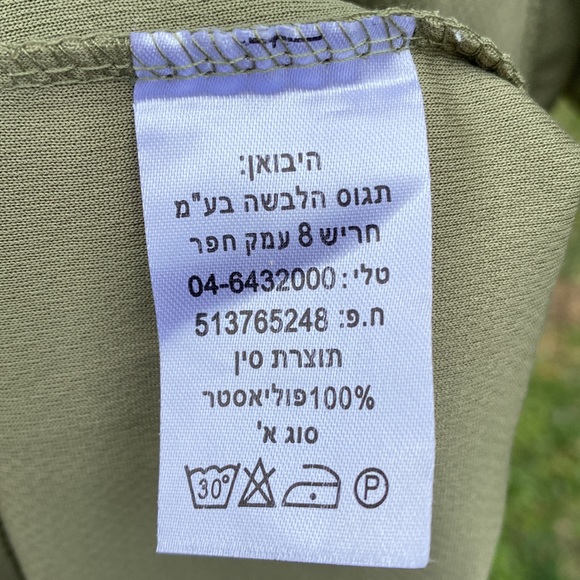 היבואן:
תגוס הלבשה בע"מ
חריש 8 עמק חפר
טלי: 04-6432000
ח.פ: 513765248
תוצרת סין
100%פוליאסטר
סוג א'
30° P